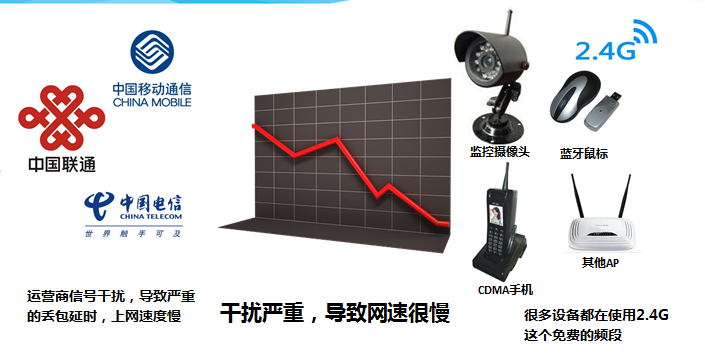 中国移动通信
CHINA MOBILE
中国联通
中国电信
CHINA TELECOM
世界触手可及
2.4G
监控摄像头
蓝牙鼠标
CDMA手机
其他AP
运营商信号干扰，导致严重
的丢包延时，上网速度慢
干扰严重，导致网速很慢
很多设备都在使用2.4G
这个免费的频段